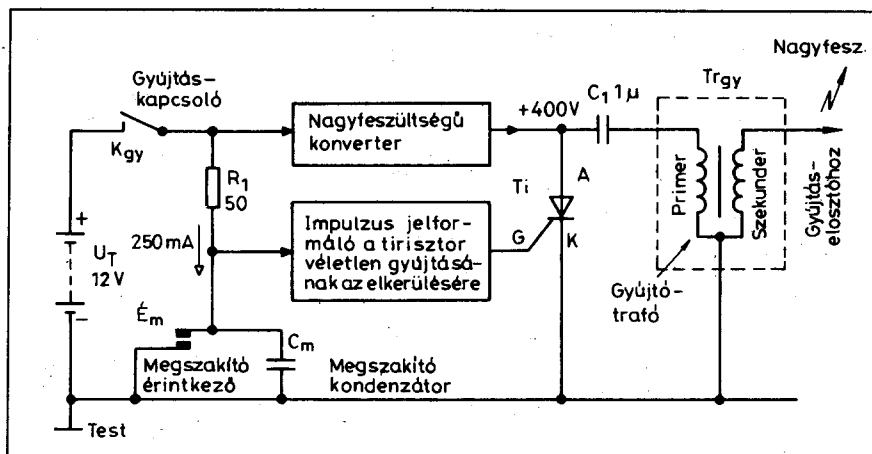 Nagyfesz.
Gyújtás-
kapcsoló
Kgy
Nagyfeszültségű
konverter
+400V
C1 1µ
Trgy
R1
50
250mA
Impulzus jelfor-
máló a tirisztor
véletlen gyújtásá-
nak az elkerülésére
Ti
A
G
K
Primer
Szekunder
Gyújtás-
elosztóhoz
Gyújtó-
trafó
+
UT
12V
-
Ém
Megszakító
érintkező
Cm
Megszakító
kondenzátor
Test